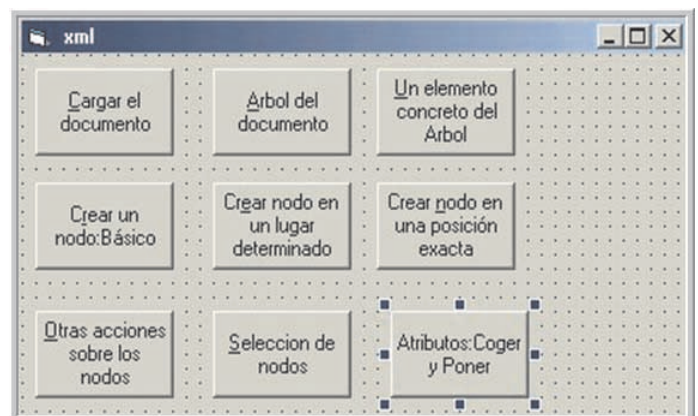 xml
Cargar el
documento
Arbol del
documento
Un elemento
concreto del
Arbol
Crear un
nodo:Básico
Crear nodo en
un lugar
determinado
Crear nodo en
una posición
exacta
Otras acciones
sobre los
nodos
Seleccion de
nodos
Atributos:Coger
y Poner